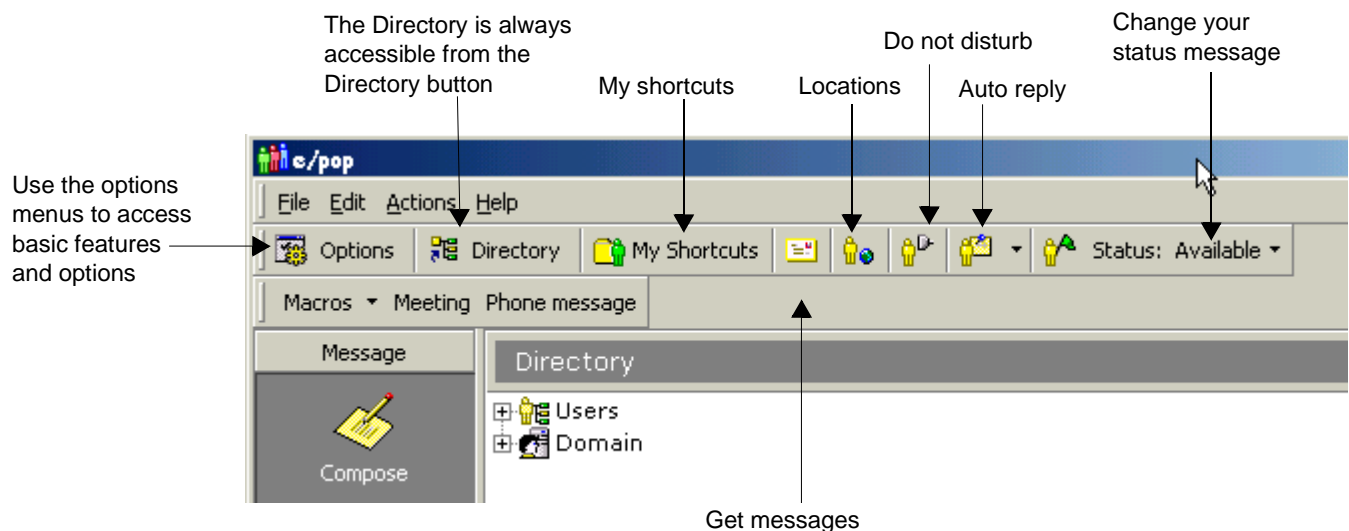 The Directory is always
accessible from the
Directory button
My shortcuts
Locations
Do not disturb
Auto reply
Change your
status message
Use the options
menus to access
basic features
and options
e/pop
File Edit Actions Help
Options Directory My Shortcuts Status: Available
Macros Meeting Phone message
Message
Directory
Users
Domain
Compose
Get messages